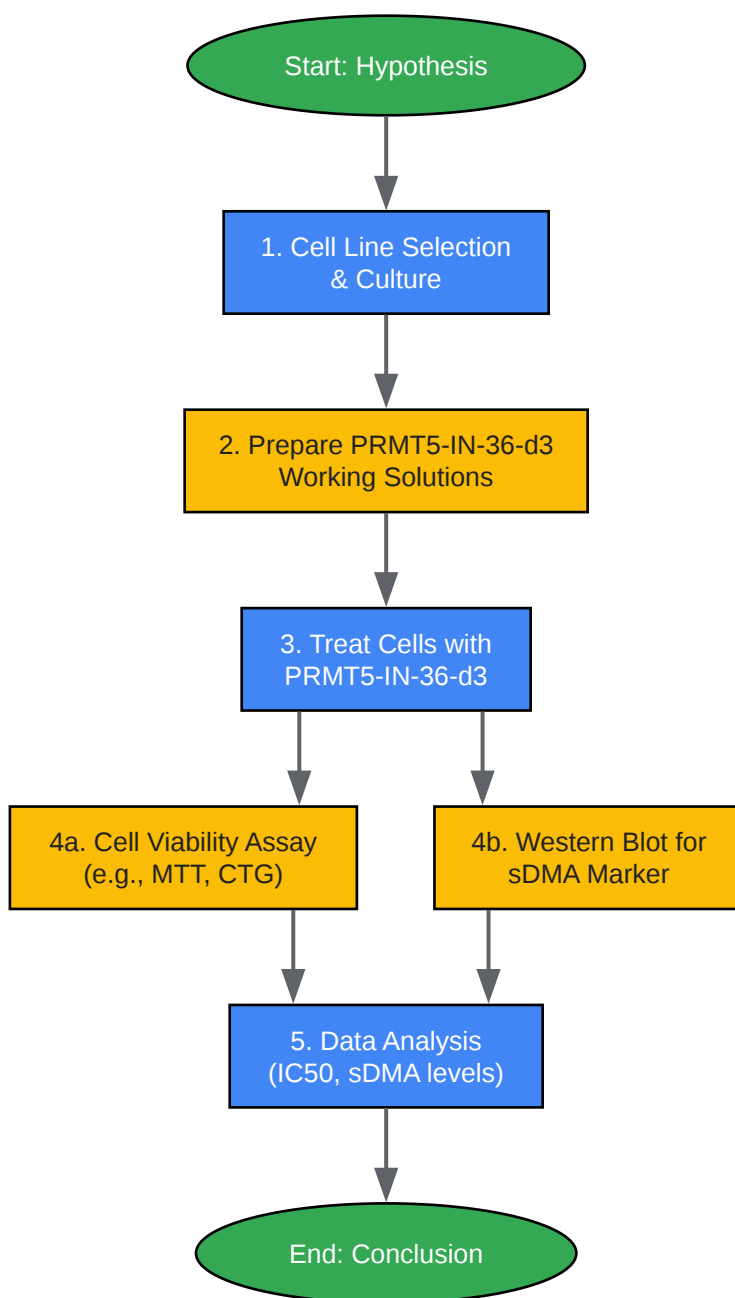 Start: Hypothesis
1. Cell Line Selection
& Culture
2. Prepare PRMT5-IN-36-d3
Working Solutions
3. Treat Cells with
PRMT5-IN-36-d3
4a. Cell Viability Assay
(e.g., MTT, CTG)
4b. Western Blot for
sDMA Marker
5. Data Analysis
(IC50, sDMA levels)
End: Conclusion